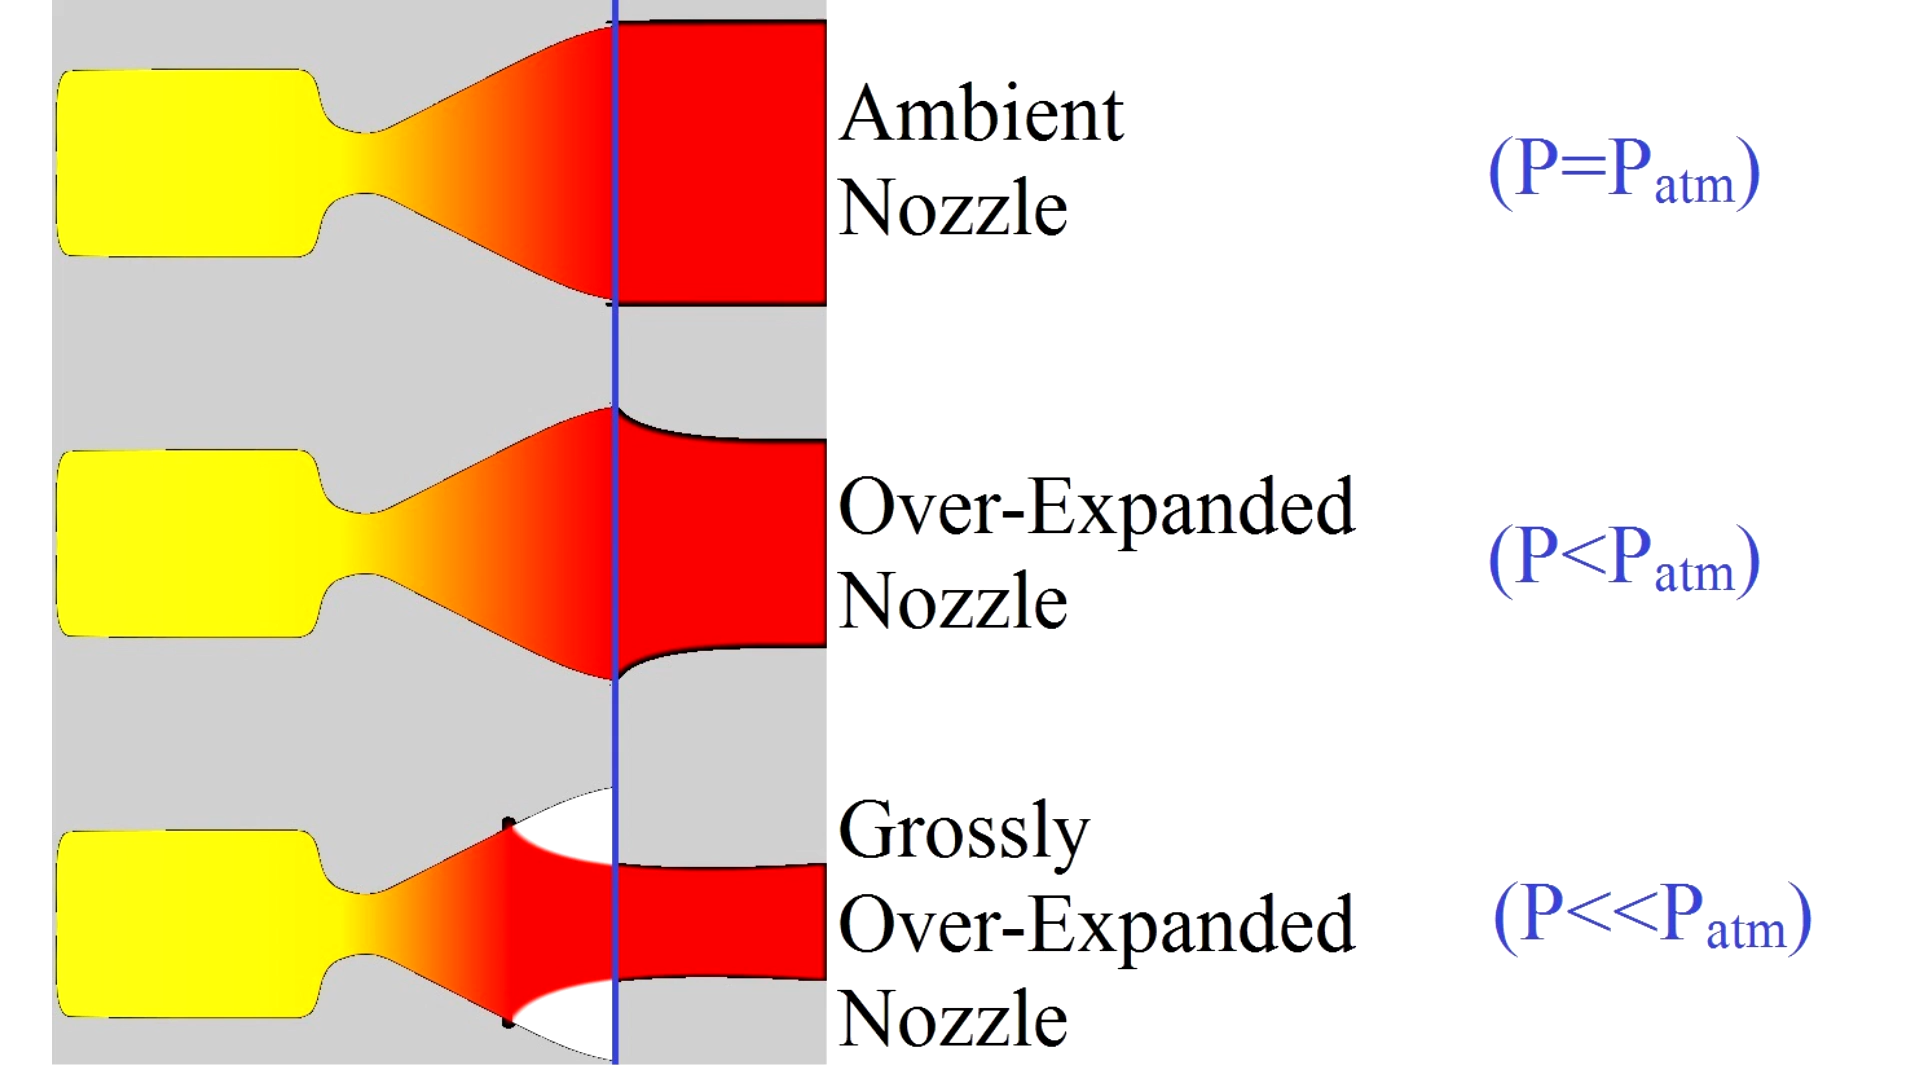 Ambient
Nozzle
(P=Patm)
Over-Expanded
Nozzle
(P<Patm)
Grossly
Over-Expanded
Nozzle
(P<<Patm)